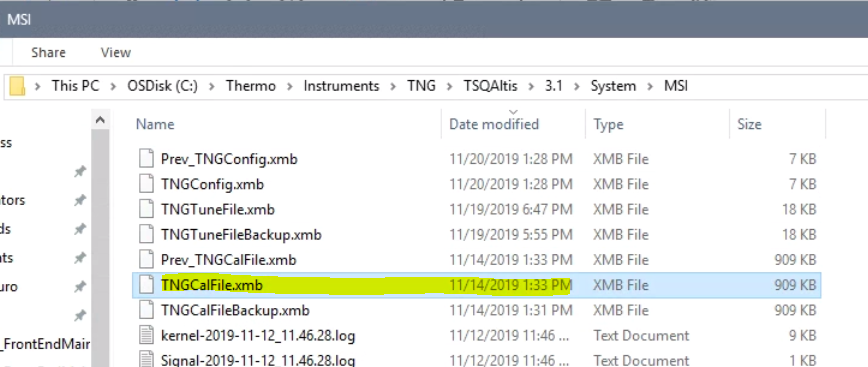 MSI
Share View
This PC > OSDisk (C:) > Thermo > Instruments > TNG > TSQAltis > 3.1 > System > MSI
Name Date modified Type Size
ss
Prev_TNGConfig.xmb 11/20/2019 1:28 PM XMB File 7 KB
TNGConfig.xmb 11/20/2019 1:28 PM XMB File 7 KB
ators TNGTuneFile.xmb 11/19/2019 6:47 PM XMB File 18 KB
ds TNGTuneFileBackup.xmb 11/19/2019 5:55 PM XMB File 18 KB
nts Prev_TNGCalFile.xmb 11/14/2019 1:33 PM XMB File 909 KB
uro TNGCalFile.xmb 11/14/2019 1:33 PM XMB File 909 KB
TNGCalFileBackup.xmb 11/14/2019 1:31 PM XMB File 909 KB
_FrontEndMair kernel-2019-11-12_11.46.28.log 11/12/2019 11:46 ... Text Document 9 KB
Signal-2019-11-12_11.46.28.log 11/12/2019 11:46 ... Text Document 1 KB